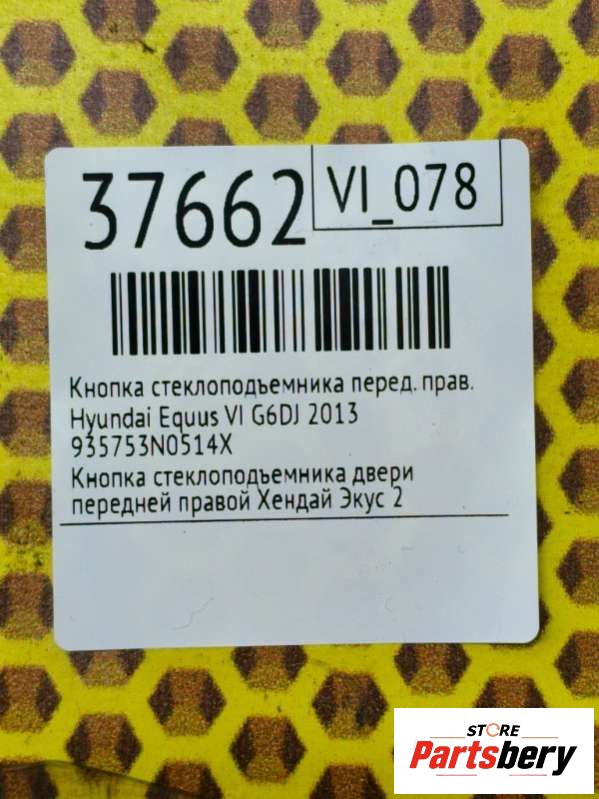 37662
VI_078
Кнопка стеклоподъемника перед. прав.
Hyundai Equus VI G6DJ 2013
935753N0514X
Кнопка стеклоподъемника двери
передней правой Хендай Экус 2
STORE
Partsbery